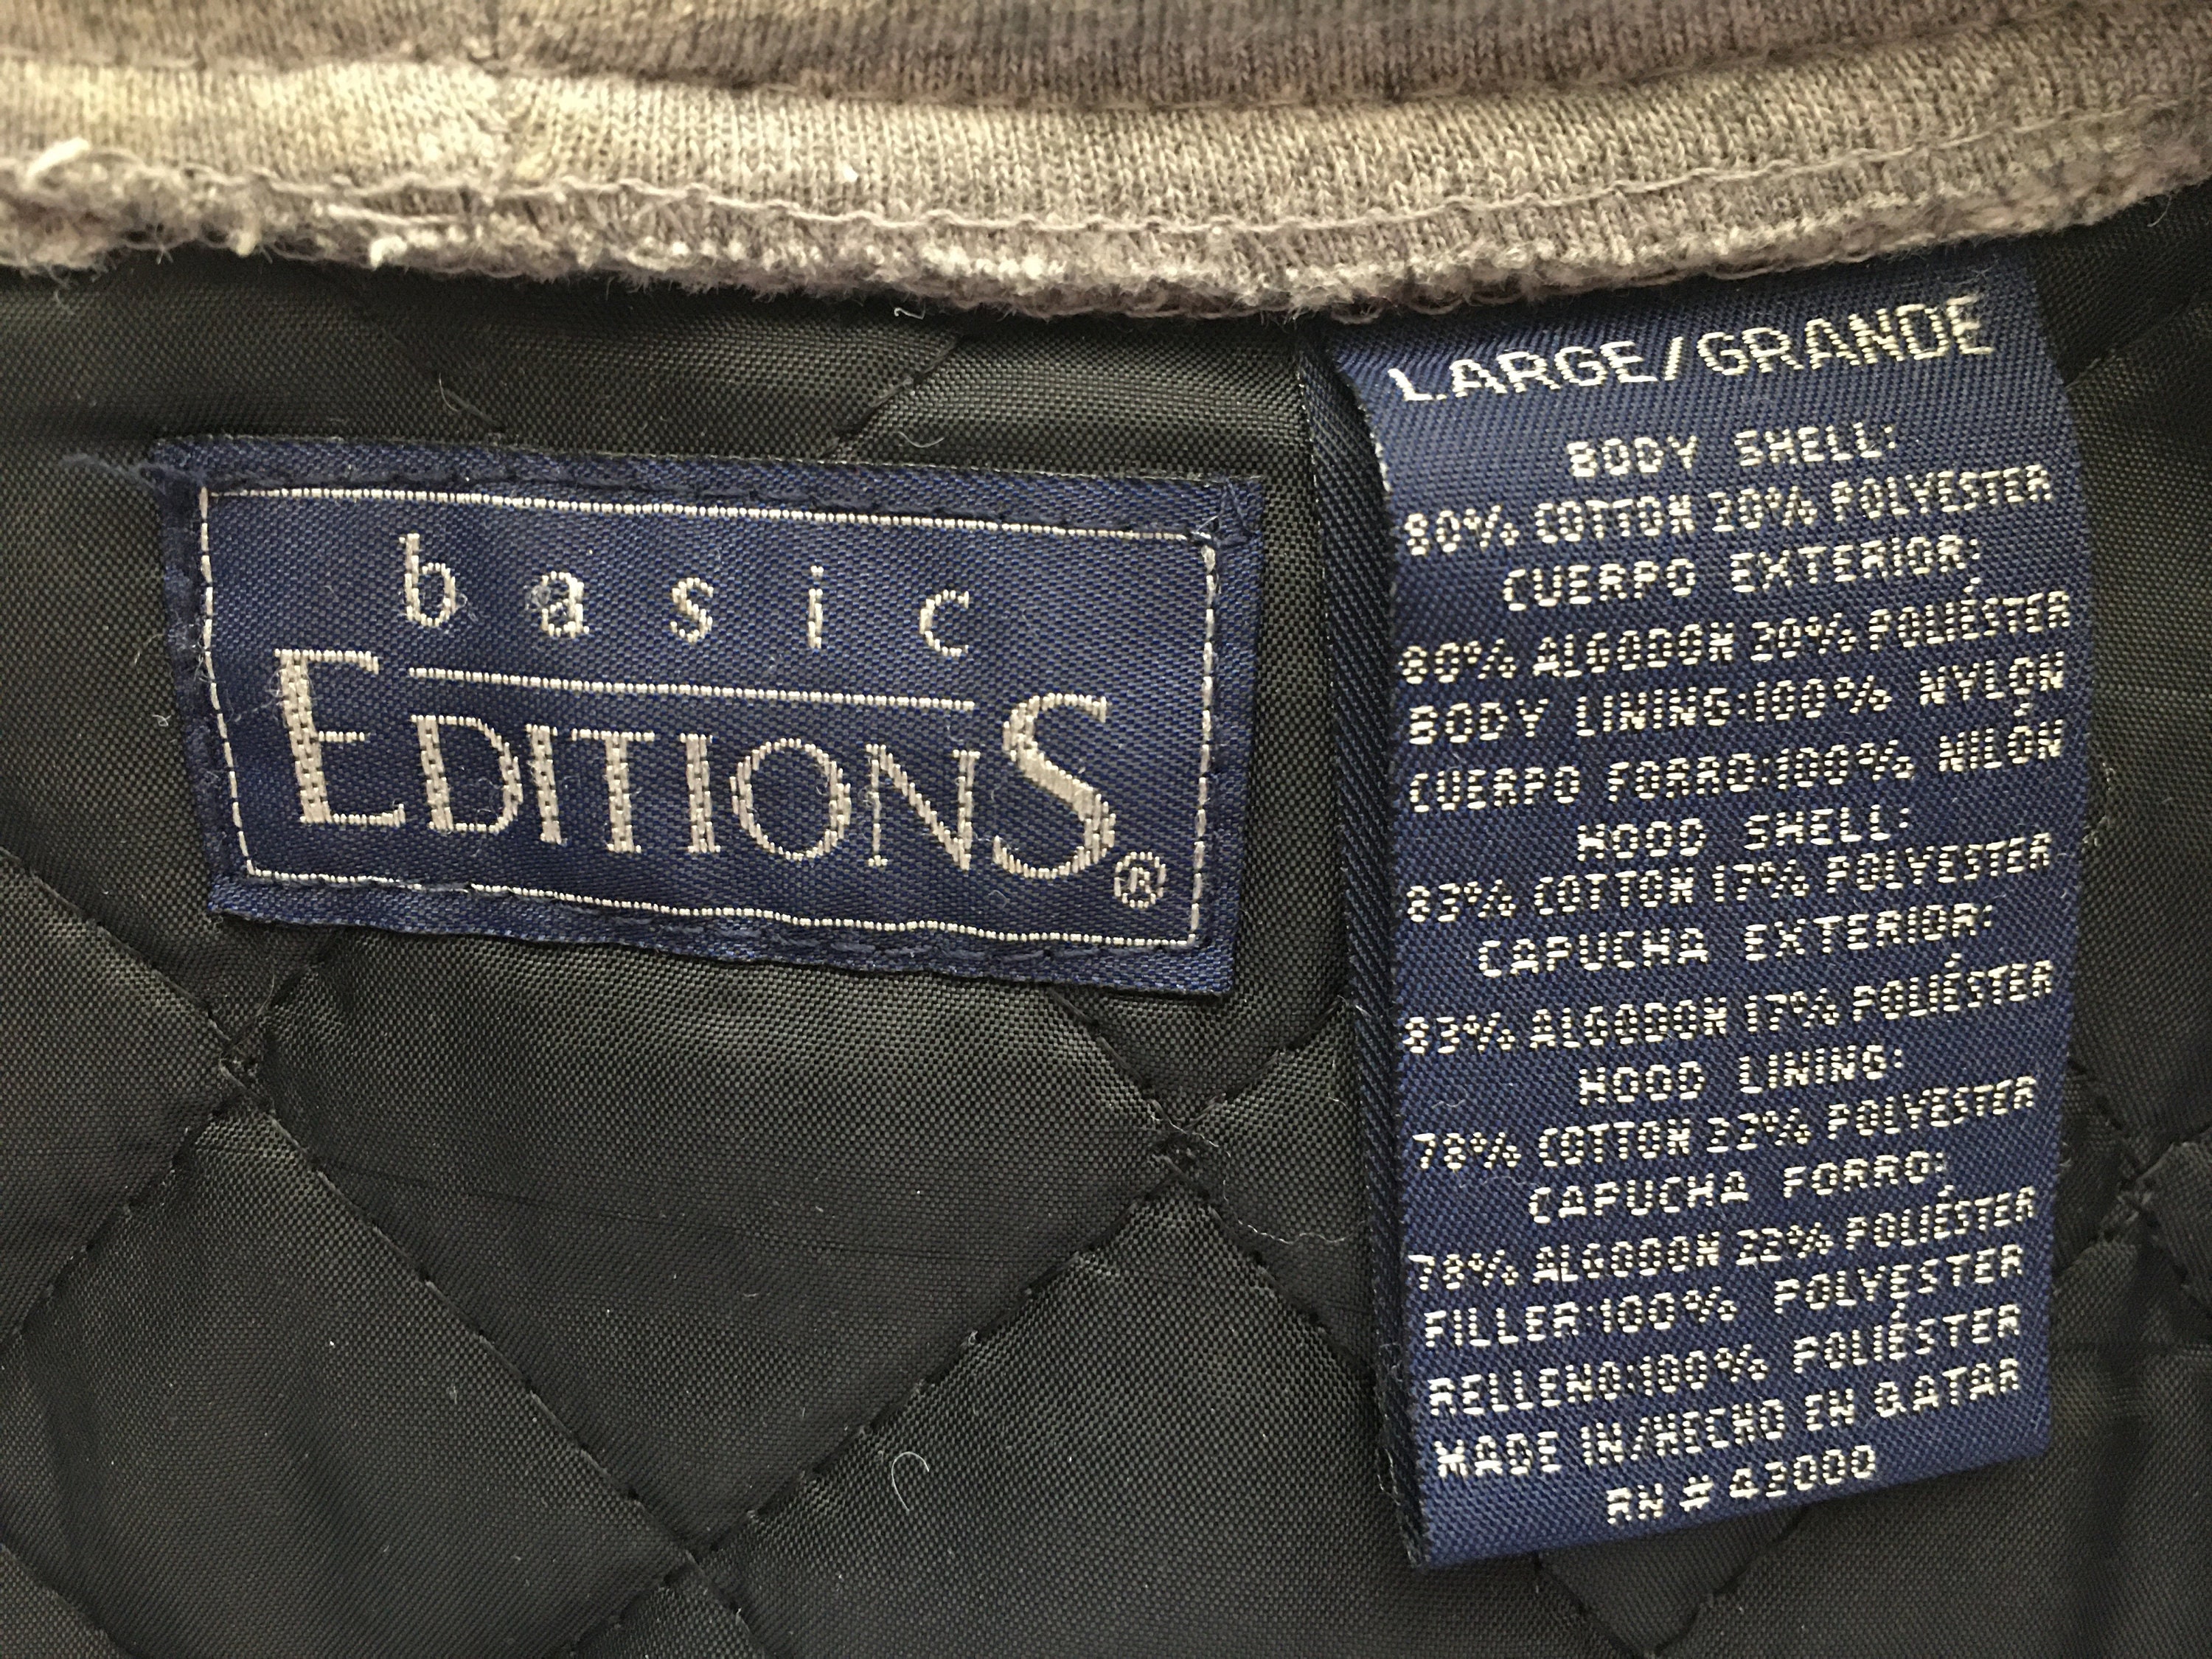 basic
EDITIONS®
LARGE/GRANDE
BODY SHELL:
80% COTTON 20% POLYESTER
CUERPO EXTERIOR:
80% ALGODON 20% POLIÉSTER
BODY LINING:100% NYLON
CUERPO FORRO:100% NILÓN
HOOD SHELL:
83% COTTON 17% POLYESTER
CAPUCHA EXTERIOR:
83% ALGODON 17% POLIÉSTER
HOOD LINING:
78% COTTON 22% POLYESTER
CAPUCHA FORRO:
78% ALGODON 22% POLIÉSTER
FILLER:100% POLYESTER
RELLENO:100% POLIÉSTER
MADE IN/HECHO EN QATAR
RN # 42000